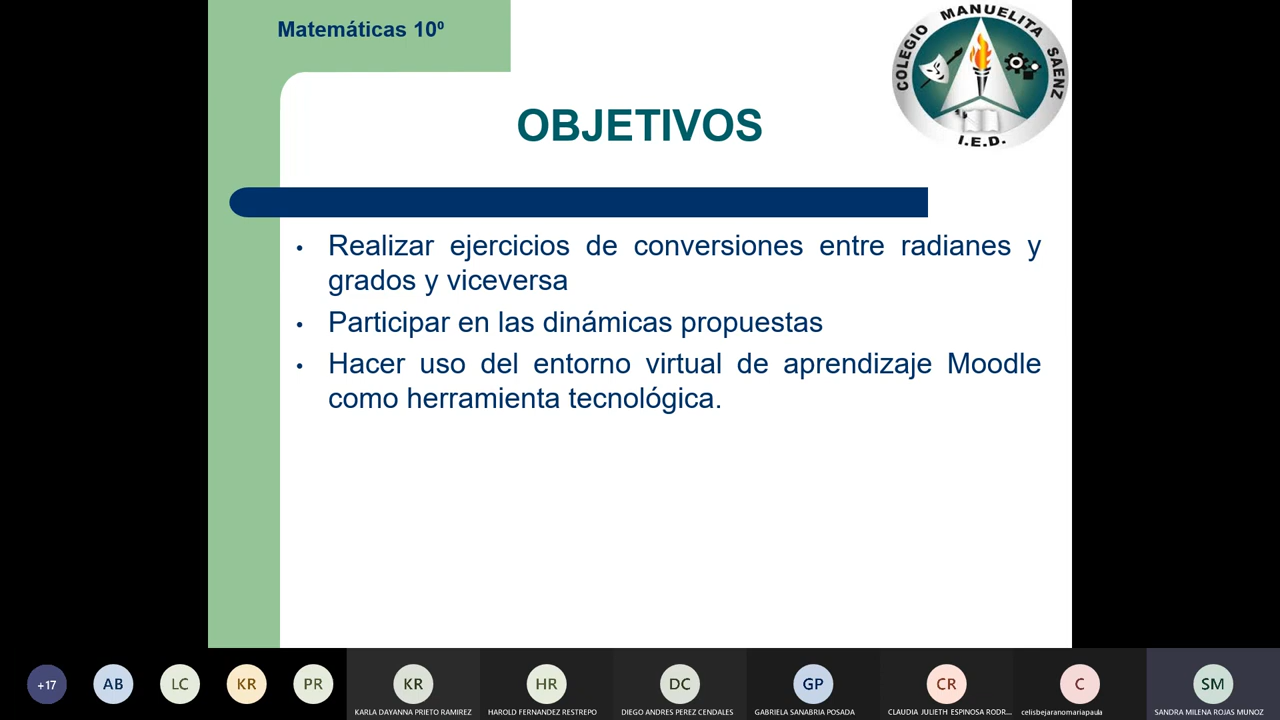 Matemáticas 10º
COLEGIO MANUELITA SAENZ
I.E.D.
OBJETIVOS
• Realizar ejercicios de conversiones entre radianes y
grados y viceversa
• Participar en las dinámicas propuestas
• Hacer uso del entorno virtual de aprendizaje Moodle
como herramienta tecnológica.
+17
AB
LC
KR
PR
KR
HR
DC
GP
CR
C
SM
KARLA DAYANNA PRIETO RAMIREZ
HAROLD FERNANDEZ RESTREPO
DIEGO ANDRES PEREZ CENDALES
GABRIELA SANABRIA POSADA
CLAUDIA JULIETH ESPINOSA RODR...
celisbejaranomariapaula
SANDRA MILENA ROJAS MUNOZ